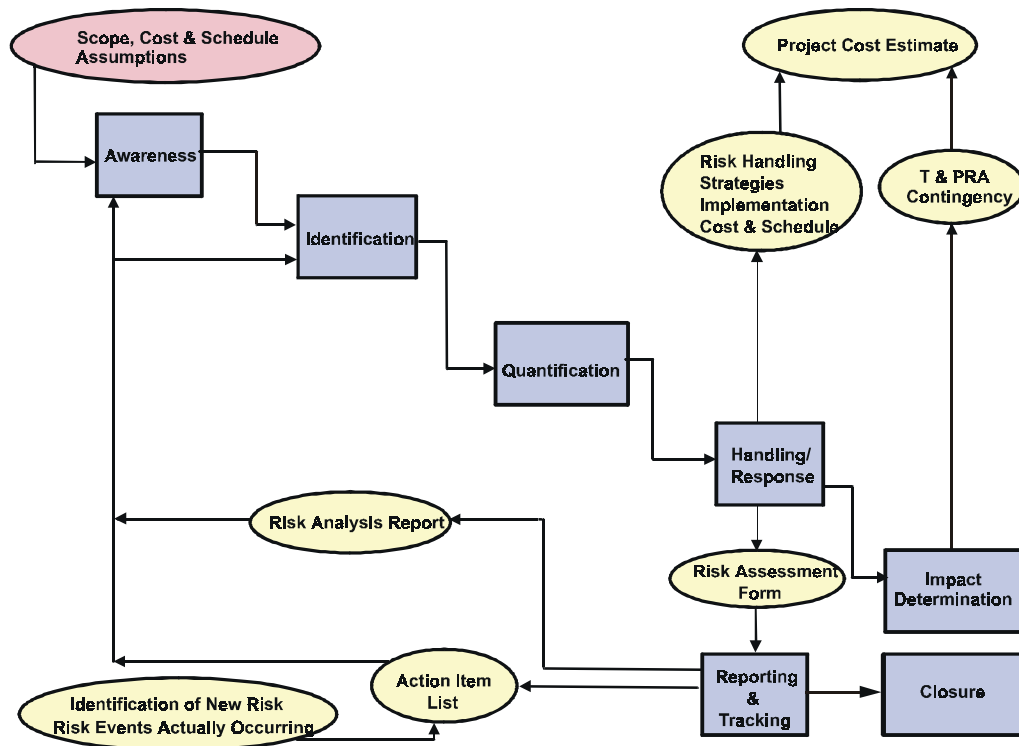 Scope, Cost & Schedule
Assumptions
Project Cost Estimate
Awareness
Risk Handling
Strategies
Implementation
Cost & Schedule
T & PRA
Contingency
Identification
Quantification
Handling/
Response
Risk Analysis Report
Risk Assessment
Form
Impact
Determination
Identification of New Risk
Risk Events Actually Occurring
Action Item
List
Reporting
&
Tracking
Closure